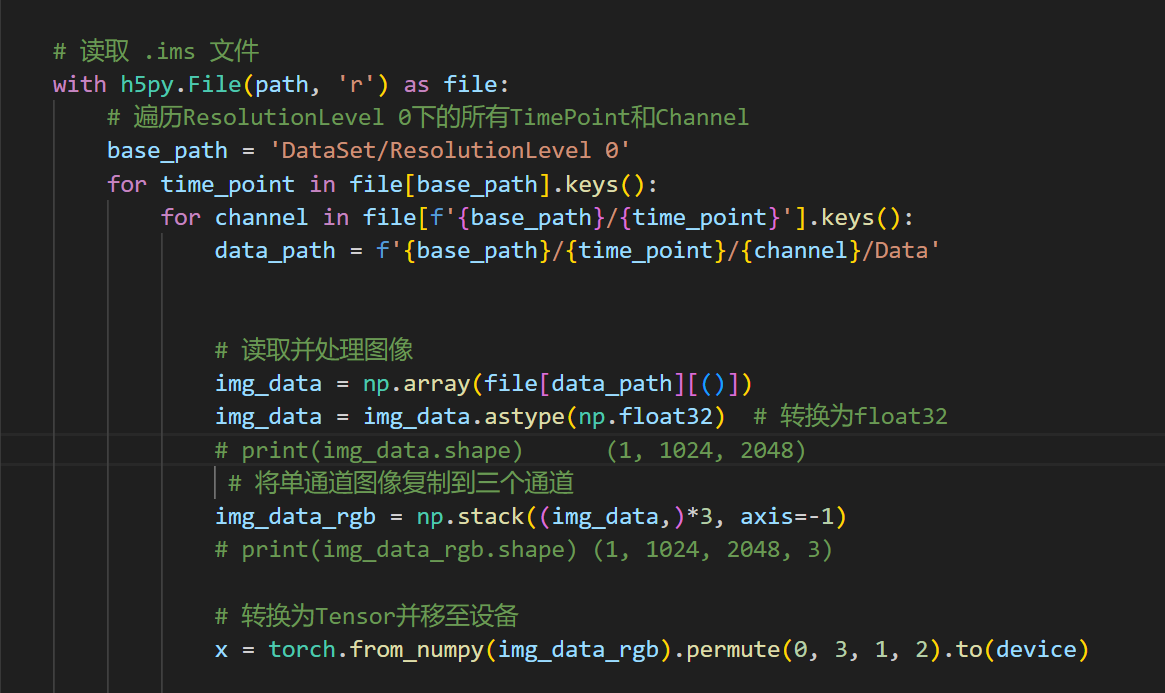 # 读取 .ims 文件
with h5py.File(path, 'r') as file:
# 遍历ResolutionLevel 0下的所有TimePoint和Channel
base_path = 'DataSet/ResolutionLevel 0'
for time_point in file[base_path].keys():
for channel in file[f'{base_path}/{time_point}'].keys():
data_path = f'{base_path}/{time_point}/{channel}/Data'
# 读取并处理图像
img_data = np.array(file[data_path][()])
img_data = img_data.astype(np.float32)  # 转换为float32
# print(img_data.shape)      (1, 1024, 2048)
# 将单通道图像复制到三个通道
img_data_rgb = np.stack((img_data,)*3, axis=-1)
# print(img_data_rgb.shape) (1, 1024, 2048, 3)
# 转换为Tensor并移至设备
x = torch.from_numpy(img_data_rgb).permute(0, 3, 1, 2).to(device)